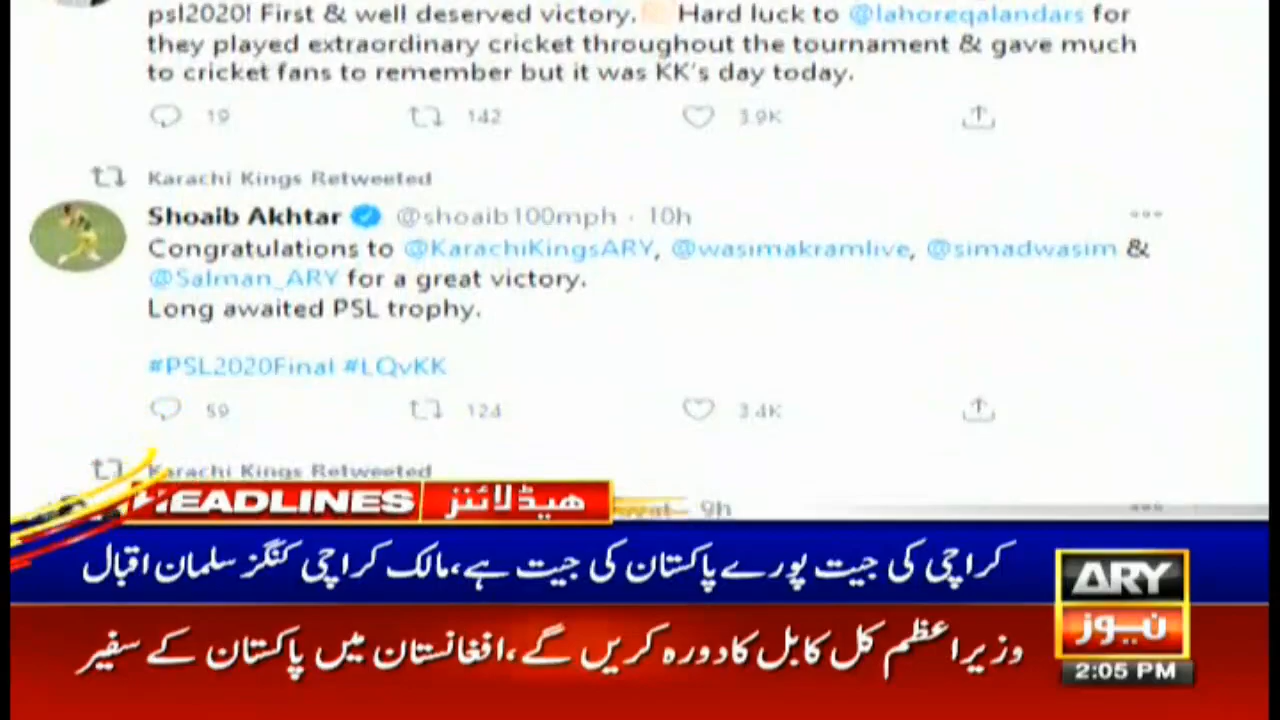 psl2020! First & well deserved victory. Hard luck to @lahoreqalandars for
they played extraordinary cricket throughout the tournament & gave much
to cricket fans to remember but it was KK's day today.
19 142 3.9K
Karachi Kings Retweeted
Shoaib Akhtar @shoaib100mph · 10h
Congratulations to @KarachiKingsARY, @wasimakramlive, @simadwasim &
@Salman_ARY for a great victory.
Long awaited PSL trophy.
#PSL2020Final #LQvKK
59 124 3.4K
Karachi Kings Retweeted
9h
HEADLINES ہیڈلائنز
کراچی کی جیت پورے پاکستان کی جیت ہے،مالک کراچی کنگز سلمان اقبال
وزیراعظم کل کابل کا دورہ کریں گے،افغانستان میں پاکستان کے سفیر
ARY
نیوز
2:05 PM